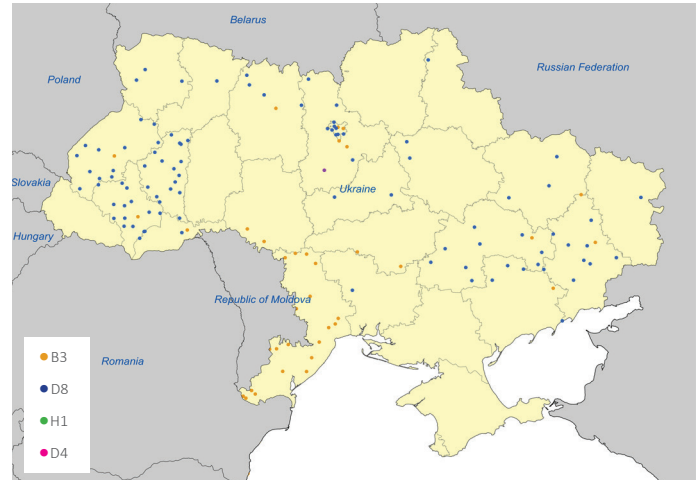 Belarus
Poland
Russian Federation
Slovakia
Ukraine
Hungary
Republic of Moldova
Romania
B3
D8
H1
D4